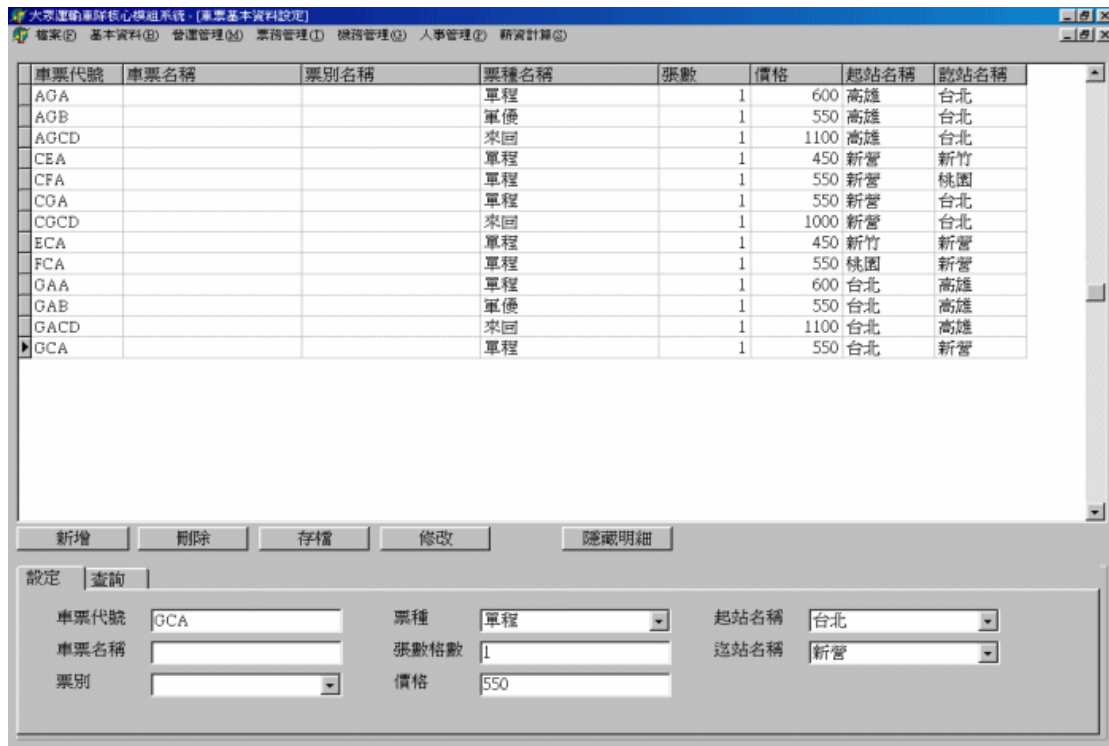 大眾運輸車隊核心模組系統 - [車票基本資料設定]
檔案(F) 基本資料(B) 營運管理(M) 票務管理(T) 機務管理(G) 人事管理(P) 薪資計算(S)
車票代號 車票名稱 票別名稱 票種名稱 張數 價格 起站名稱 訖站名稱
AGA 單程 1 600 高雄 台北
AGB 軍優 1 550 高雄 台北
AGCD 來回 1 1100 高雄 台北
CEA 單程 1 450 新營 新竹
CFA 單程 1 550 新營 桃園
CGA 單程 1 550 新營 台北
CGCD 來回 1 1000 新營 台北
ECA 單程 1 450 新竹 新營
FCA 單程 1 550 桃園 新營
GAA 單程 1 600 台北 高雄
GAB 軍優 1 550 台北 高雄
GACD 來回 1 1100 台北 高雄
GCA 單程 1 550 台北 新營
新增 刪除 存檔 修改 隱藏明細
設定 查詢
車票代號 GCA 票種 單程 起站名稱 台北
車票名稱 張數格數 1 迄站名稱 新營
票別 價格 550